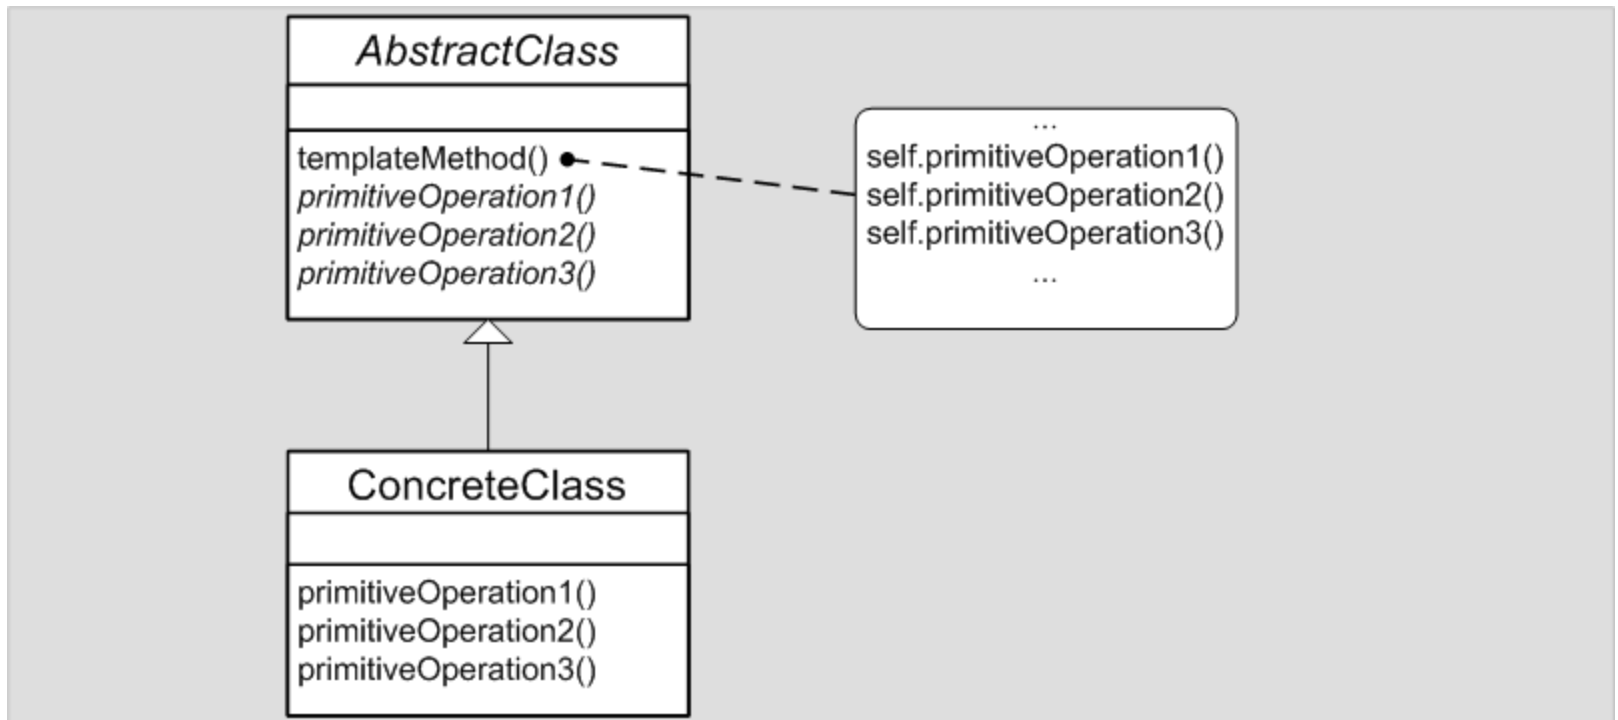 AbstractClass
templateMethod()
primitiveOperation1()
primitiveOperation2()
primitiveOperation3()
...
self.primitiveOperation1()
self.primitiveOperation2()
self.primitiveOperation3()
...
ConcreteClass
primitiveOperation1()
primitiveOperation2()
primitiveOperation3()